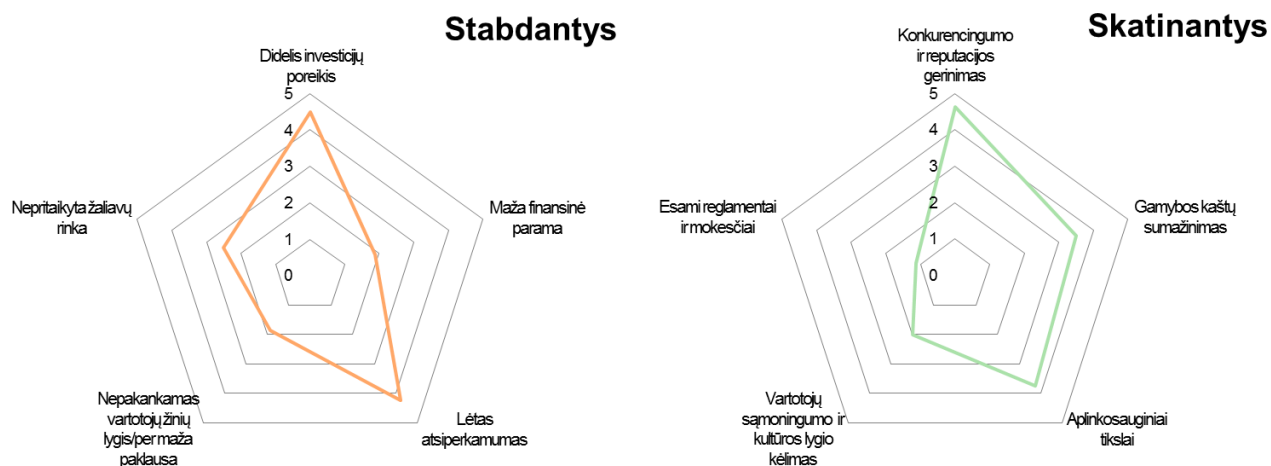 Stabdantys
Didelis investicijų
poreikis
5
4
3
2
1
0
Maža finansinė
parama
Lėtas
atsiperkamumas
Nepakankamas
vartotojų žinių
lygis/per maža
paklausa
Nepritaikyta žaliavų
rinka
Skatinantys
Konkurencingumo
ir reputacijos
gerinimas
5
4
3
2
1
0
Gamybos kaštų
sumažinimas
Aplinkosauginiai
tikslai
Vartotojų
sąmoningumo ir
kultūros lygio
kėlimas
Esami reglamentai
ir mokesčiai